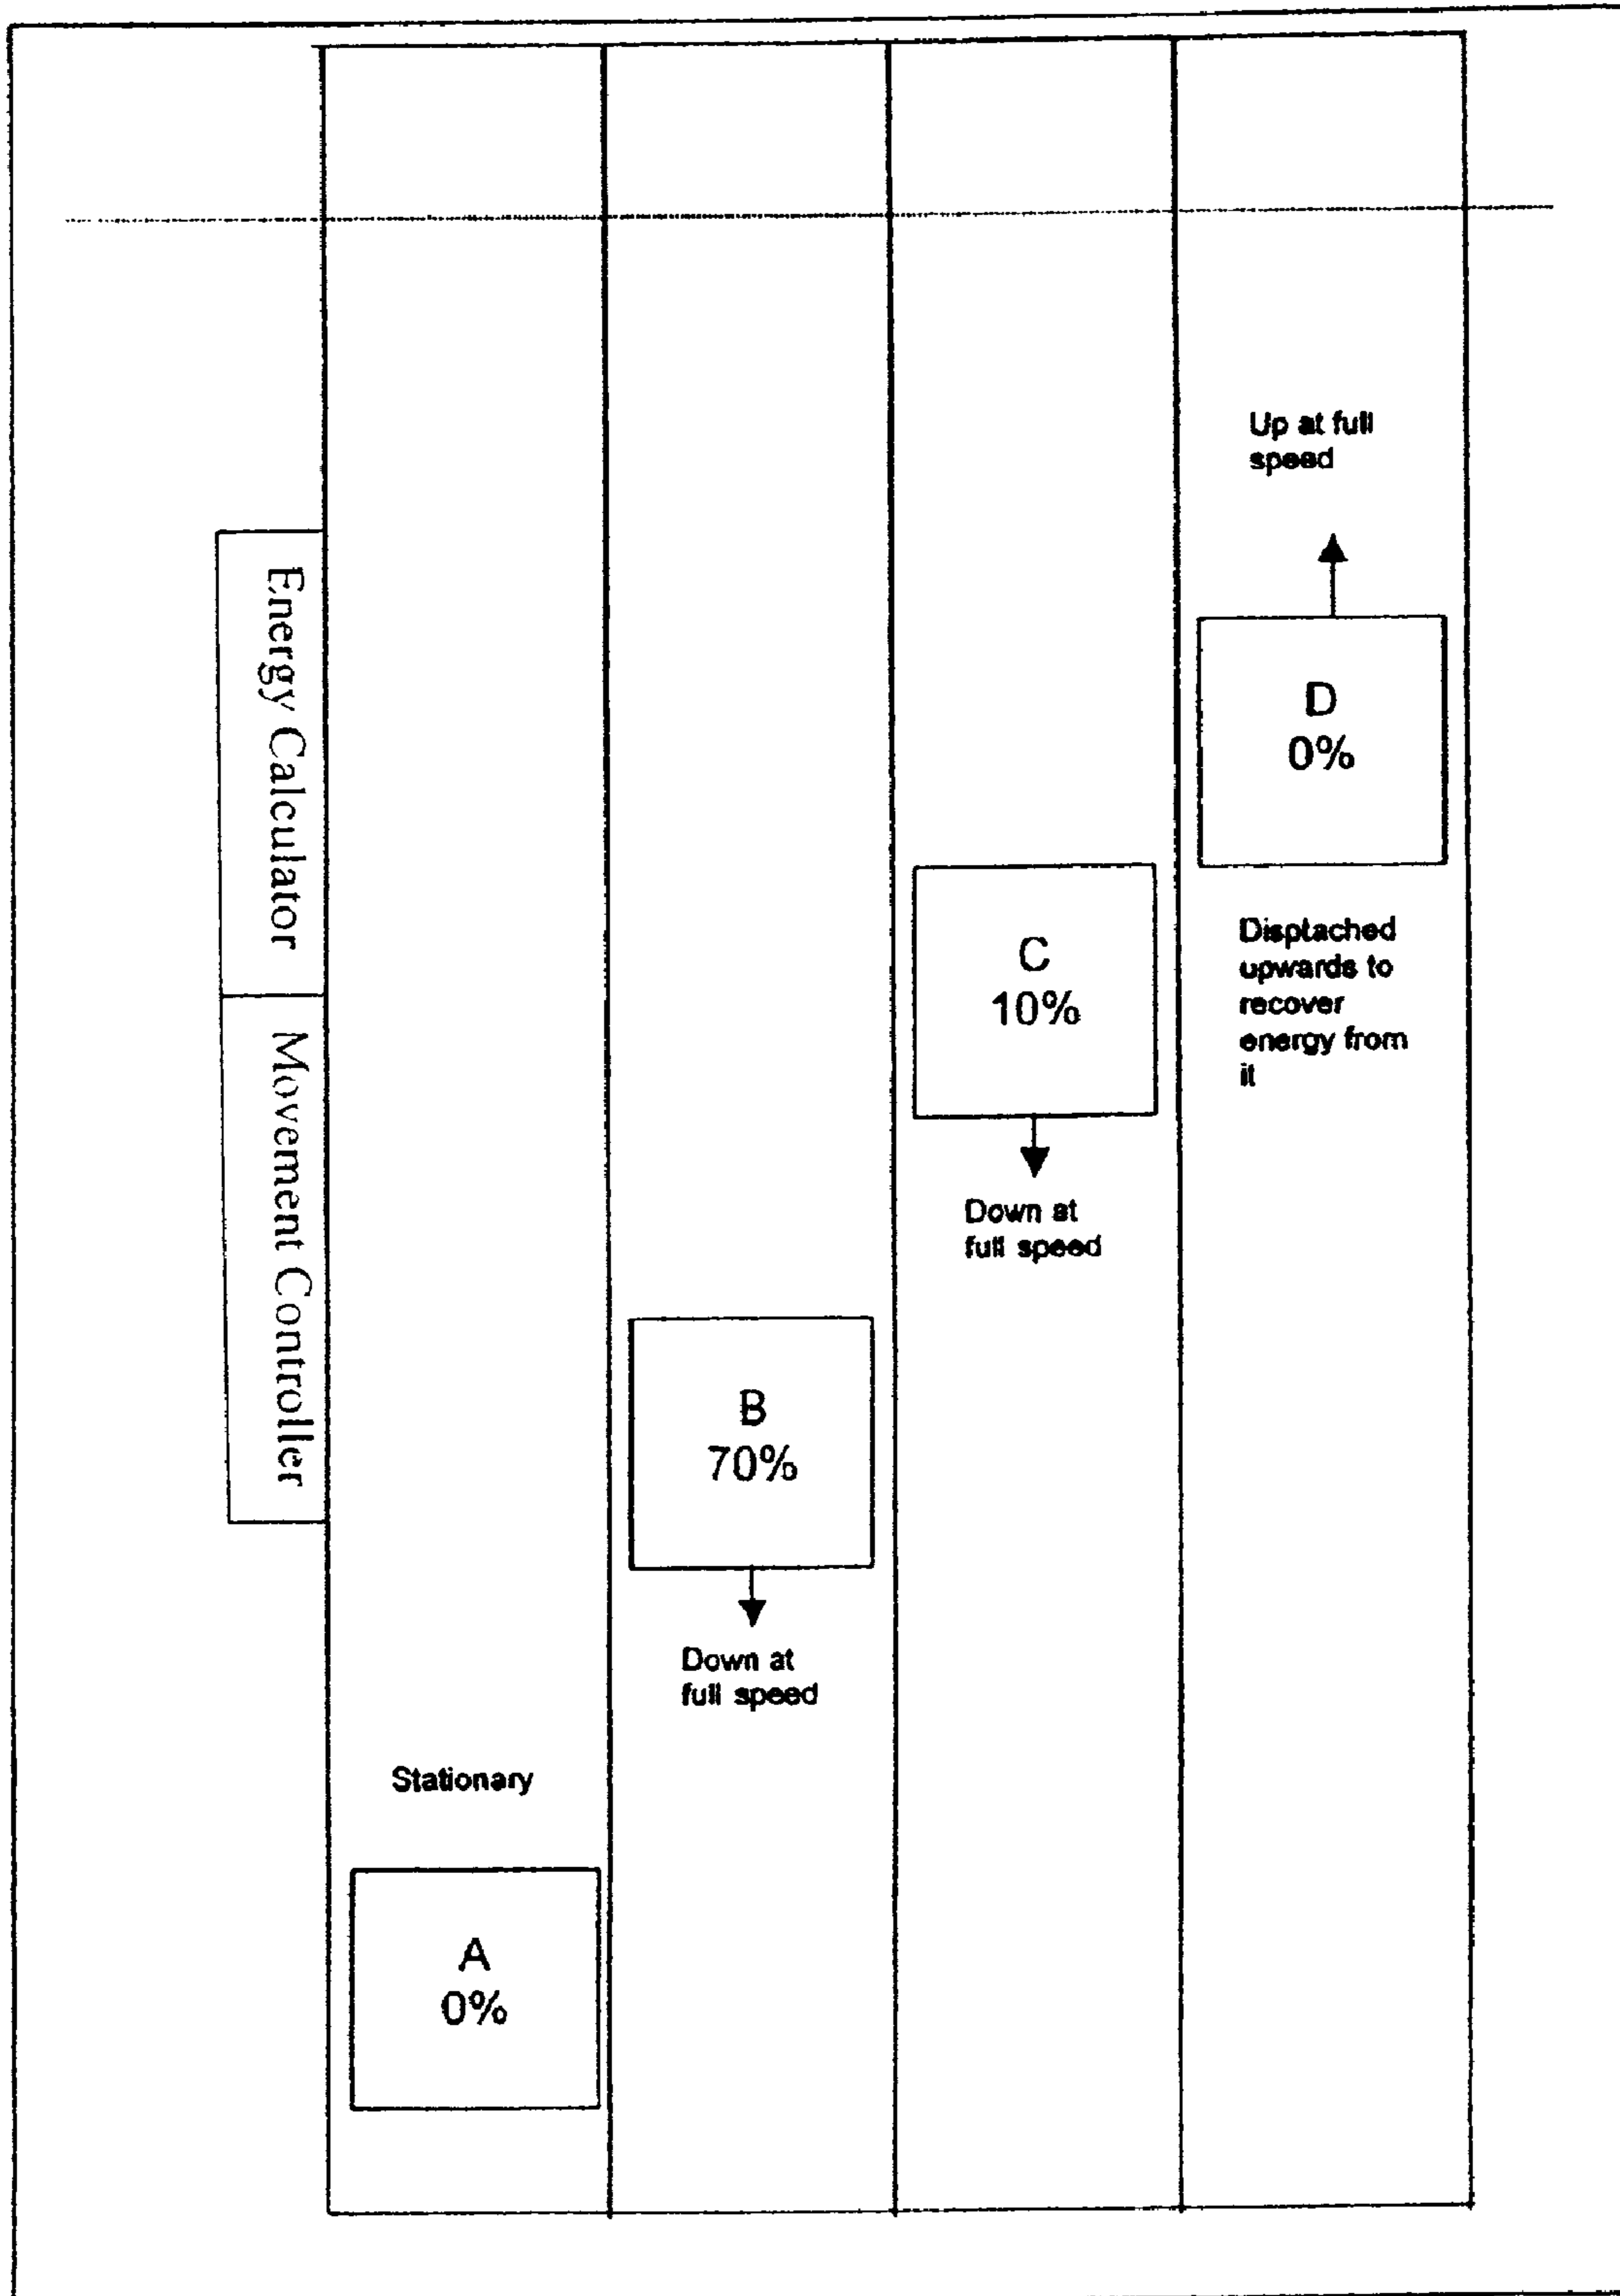 Up at full
speed
Energy Calculator
D
0%
Displached
upwards to
recover
energy from
it
C
10%
Movement Controller
Down at
full speed
B
70%
Down at
full speed
Stationary
A
0%